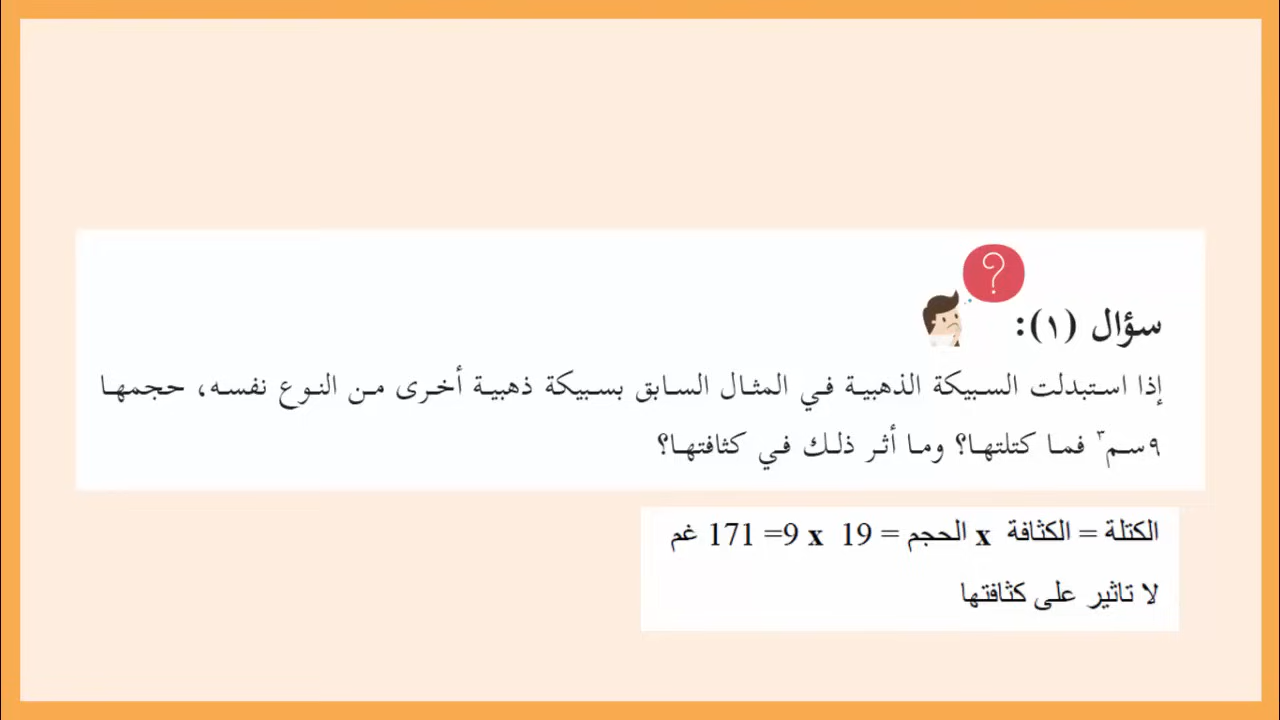 ؟
سؤال (١):
إذا استبدلت السبيكة الذهبية في المثال السابق بسبيكة ذهبية أخرى من النوع نفسه، حجمها
٩سم٣ فما كتلتها؟ وما أثر ذلك في كثافتها؟
الكتلة = الكثافة x الحجم = 19 x 9= 171 غم
لا تاثير على كثافتها